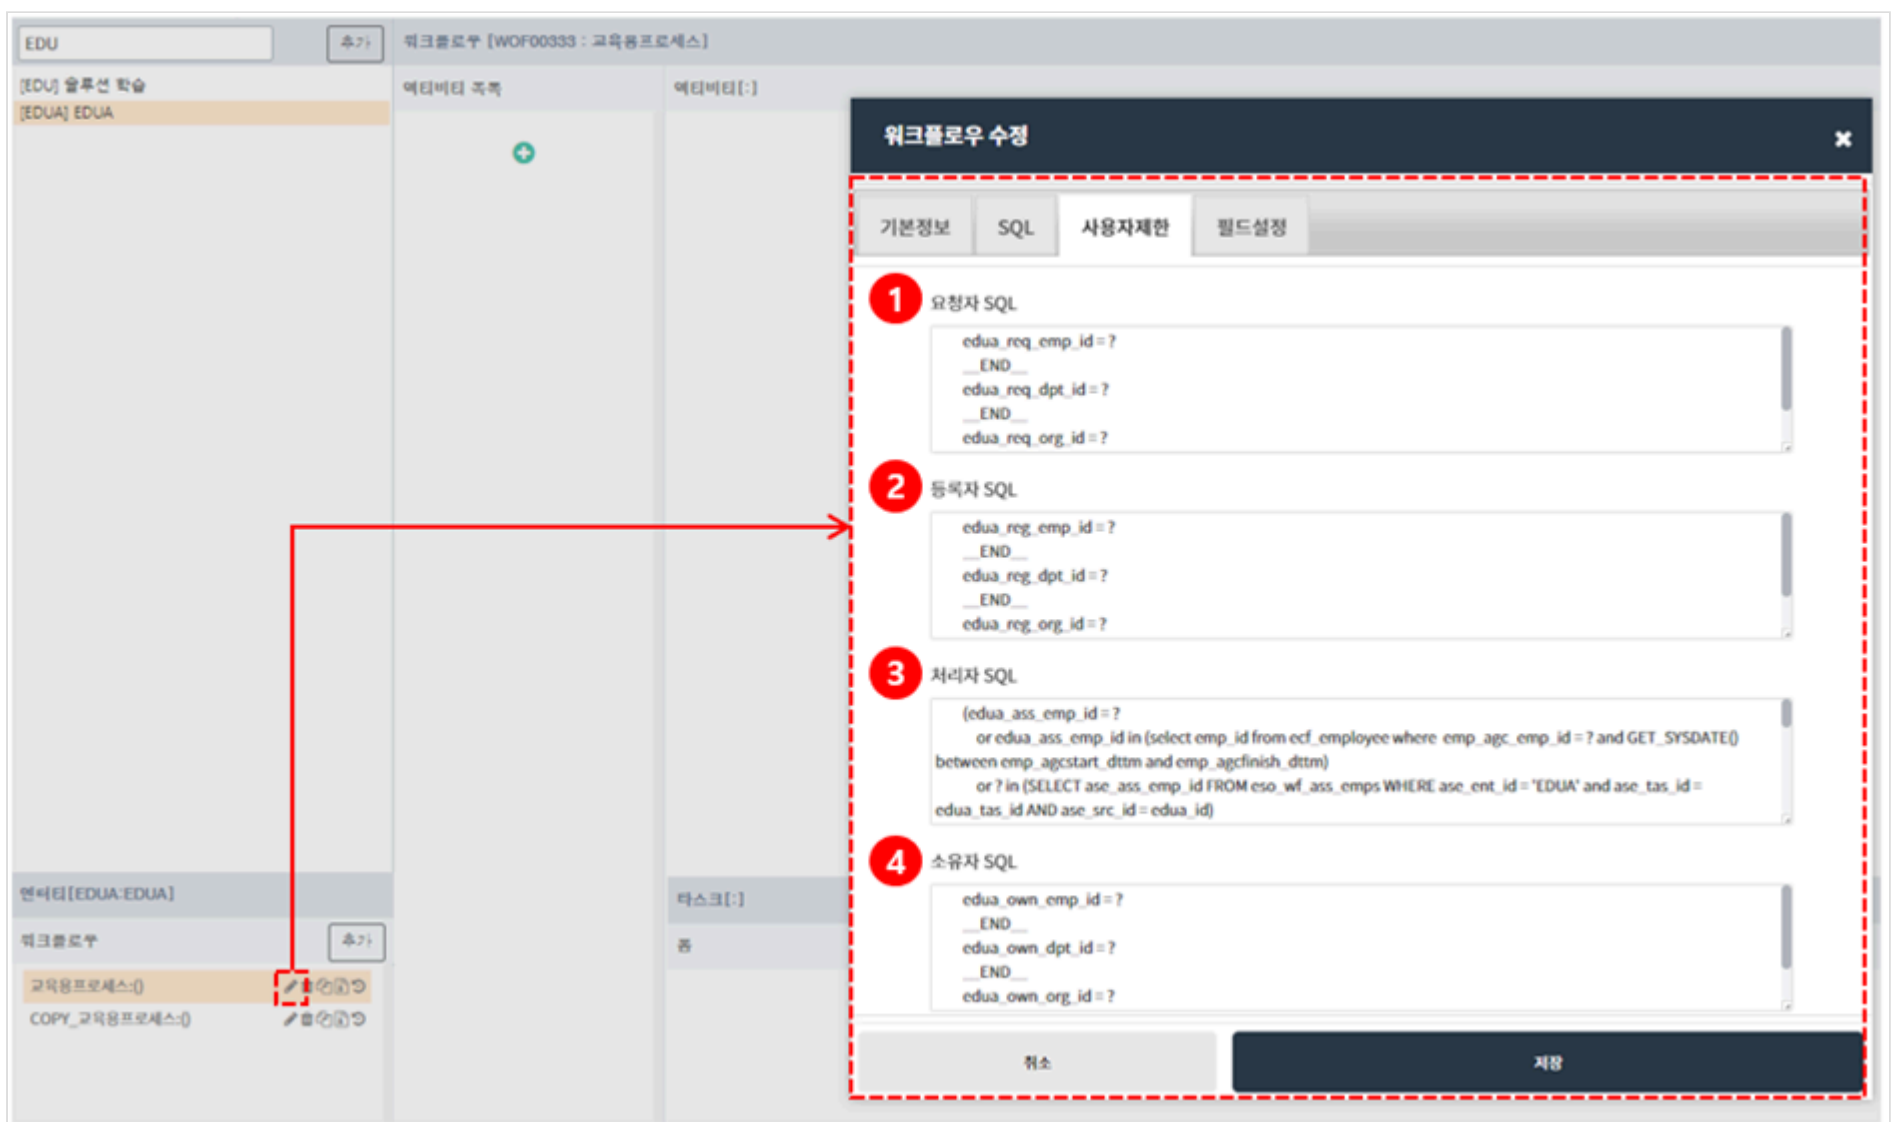 EDU
추가
워크플로우 [WOF00333 : 교육용프로세스]
[EDU] 솔루션 학습
[EDUA] EDUA
액티비티 목록
액티비티[:]
워크플로우 수정
기본정보
SQL
사용자제한
필드설정
1
요청자 SQL
edua_req_emp_id = ?
__END__
edua_req_dpt_id = ?
__END__
edua_req_org_id = ?
2
등록자 SQL
edua_reg_emp_id = ?
__END__
edua_reg_dpt_id = ?
__END__
edua_reg_org_id = ?
3
처리자 SQL
(edua_ass_emp_id = ?
or edua_ass_emp_id in (select emp_id from ecf_employee where emp_agc_emp_id = ? and GET_SYSDATE()
between emp_agcstart_dttm and emp_agcfinish_dttm)
or ? in (SELECT ase_ass_emp_id FROM eso_wf_ass_emps WHERE ase_ent_id = 'EDUA' and ase_tas_id =
edua_tas_id AND ase_src_id = edua_id)
4
소유자 SQL
edua_own_emp_id = ?
__END__
edua_own_dpt_id = ?
__END__
edua_own_org_id = ?
취소
저장
엔터티[EDUA:EDUA]
워크플로우
추가
교육용프로세스:()
COPY_교육용프로세스:()
타스크[:]
폼